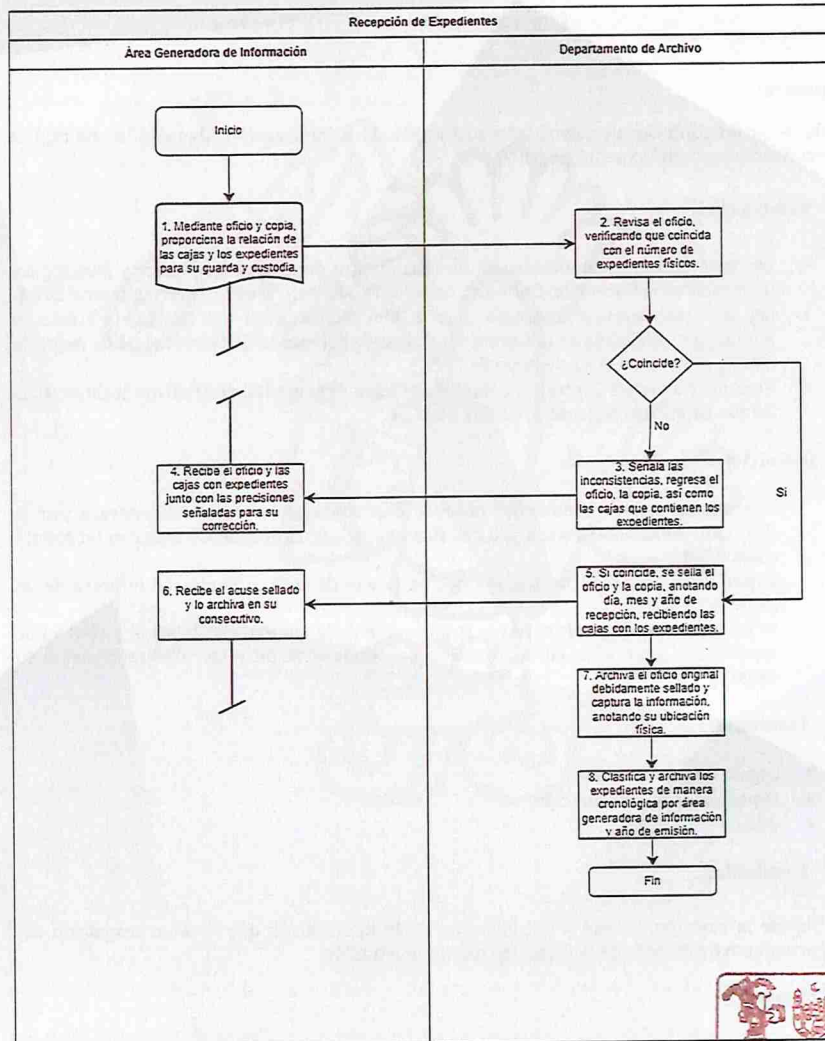 Recepción de Expedientes
Área Generadora de Información
Departamento de Archivo
Inicio
1. Mediante oficio y copia,
proporciona la relación de
las cajas y los expedientes
para su guarda y custodia.
2. Revisa el oficio,
verificando que coincida
con el número de
expedientes físicos.
¿Coincide?
No
Si
3. Señala las
inconsistencias, regresa el
oficio, la copia, así como
las cajas que contienen los
expedientes.
4. Recibe el oficio y las
cajas con expedientes
junto con las precisiones
señaladas para su
corrección.
5. Si coincide, se sella el
oficio y la copia, anotando
día, mes y año de
recepción, recibiendo las
cajas con los expedientes.
6. Recibe el acuse sellado
y lo archiva en su
consecutivo.
7. Archiva el oficio original
debidamente sellado y
captura la información,
anotando su ubicación
física.
8. Clasifica y archiva los
expedientes de manera
cronológica por área
generadora de información
y año de emisión.
Fin